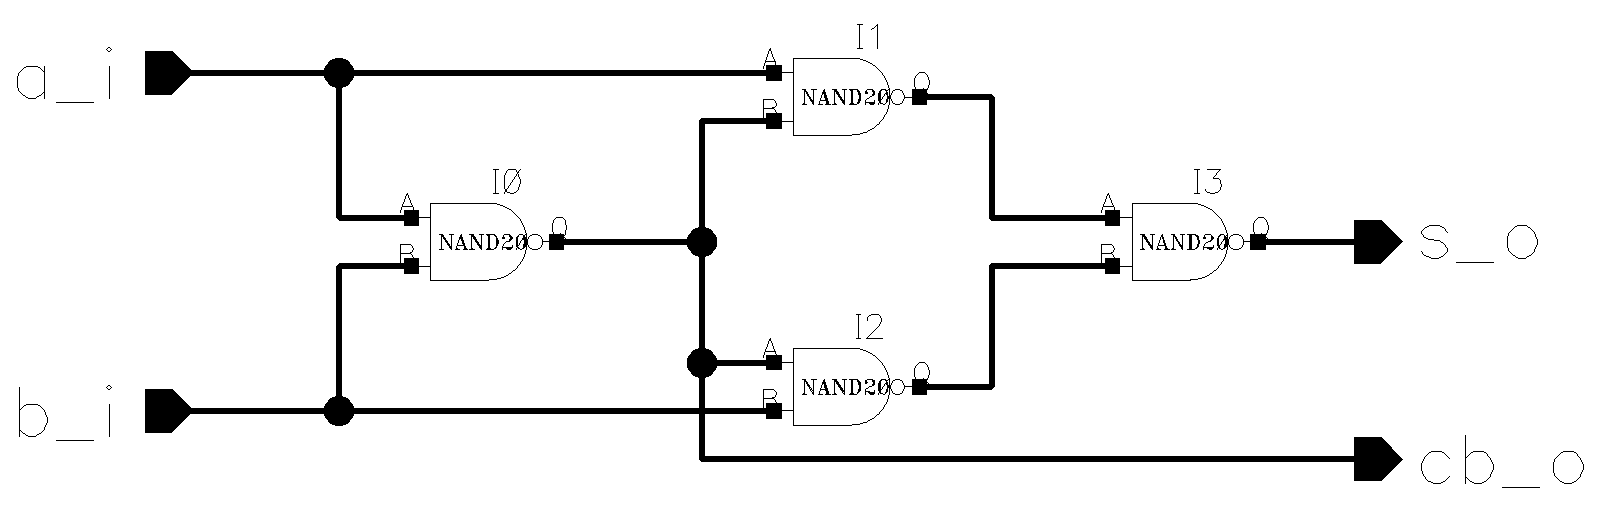 I1
a_i
A
B
NAND20
Q
I0
A
B
NAND20
Q
I3
A
B
NAND20
Q
s_o
I2
A
B
NAND20
Q
b_i
cb_o